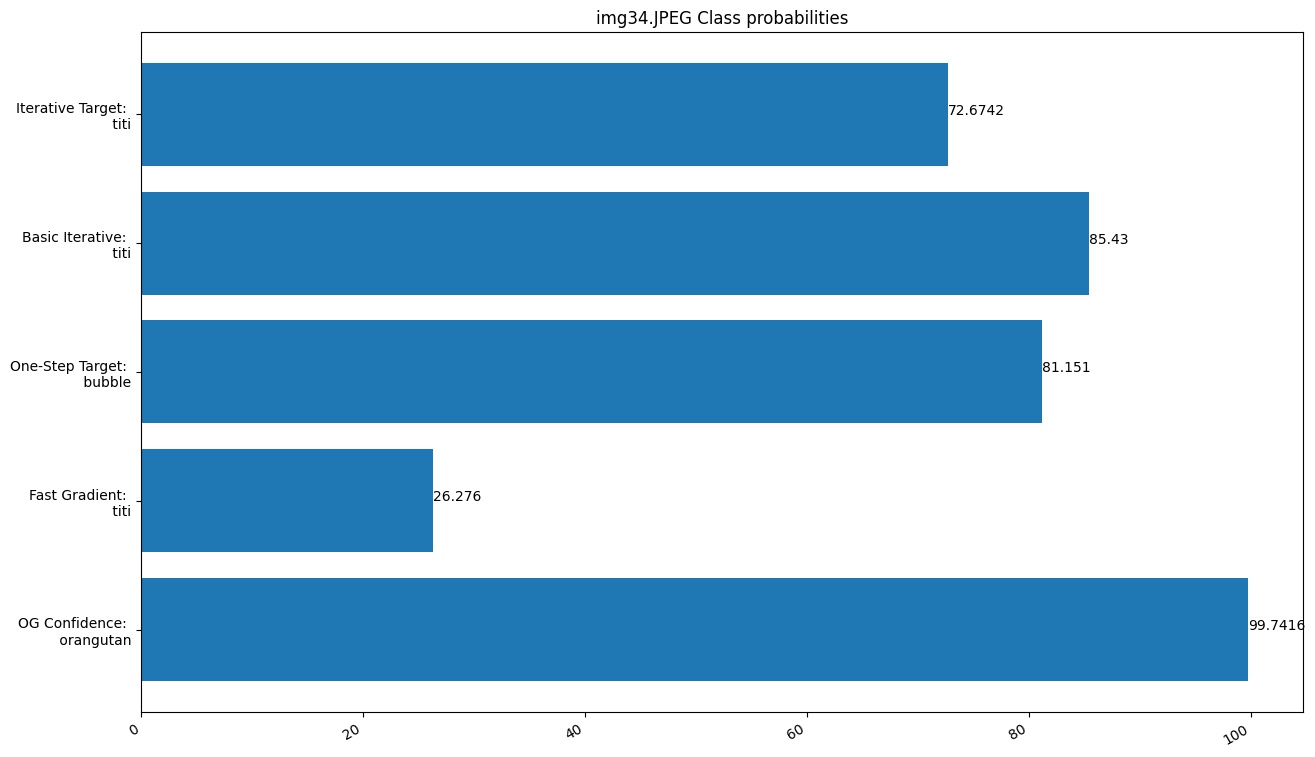 img34.JPEG Class probabilities
Iterative Target:
titi
72.6742
Basic Iterative:
titi
85.43
One-Step Target:
bubble
81.151
Fast Gradient:
titi
26.276
OG Confidence:
orangutan
99.7416
0 20 40 60 80 100